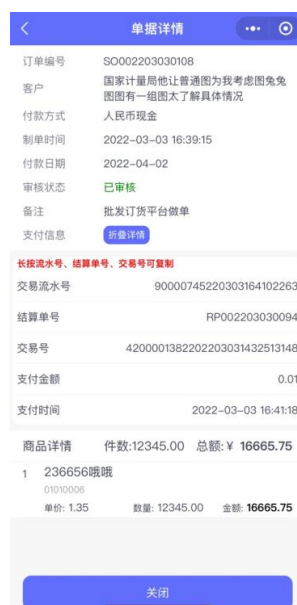 单据详情
订单编号 SO002203030108
客户 国家计量局他让普通图为我考虑图兔兔
图图有一组图太了解具体情况
付款方式 人民币现金
制单时间 2022-03-03 16:39:15
付款日期 2022-04-02
审核状态 已审核
备注 批发订货平台做单
支付信息 折叠详情
长按流水号、结算单号、交易号可复制
交易流水号 9000074522030316410​2263
结算单号 RP002203030094
交易号 4200001382202203031432513148
支付金额 0.01
支付时间 2022-03-03 16:41:18
商品详情 件数:12345.00 总额:¥ 16665.75
1 236656哦哦
01010006
单价: 1.35 数量: 12345.00 金额: 16665.75
关闭